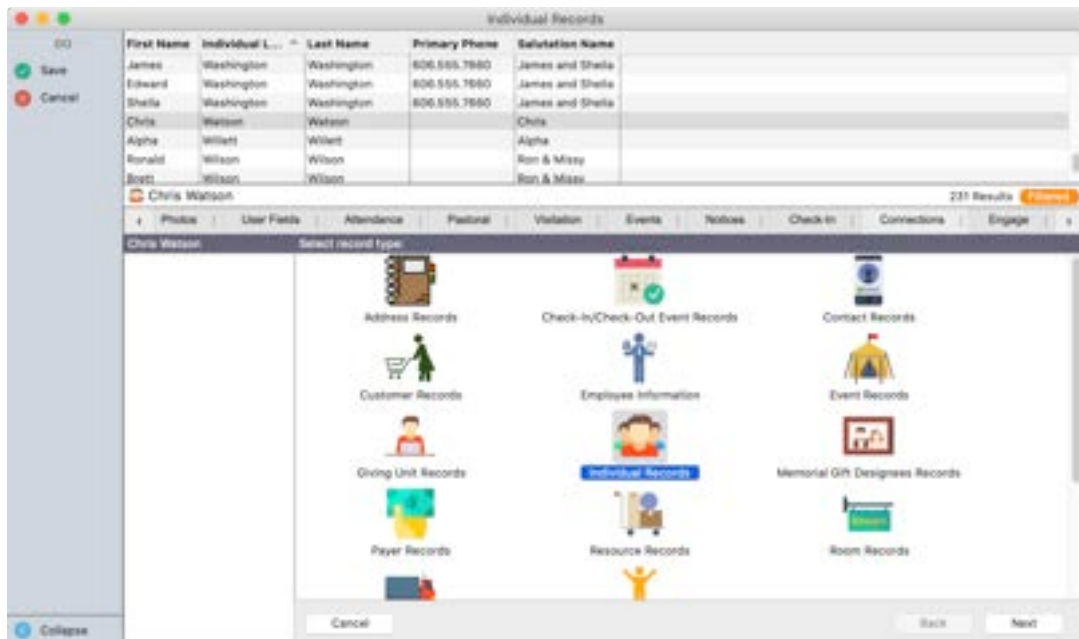 Individual Records
GO
Save
Cancel
First Name Individual L... Last Name Primary Phone Salutation Name
James Washington Washington 606.555.7660 James and Sheila
Edward Washington Washington 606.555.7660 James and Sheila
Sheila Washington Washington 606.555.7660 James and Sheila
Chris Watson Watson Chris
Alpha Willett Willett Alpha
Ronald Wilson Wilson Ron & Missy
Brett Wilson Wilson Ron & Missy
Chris Watson 231 Results Filtered
Photos User Fields Attendance Pastoral Visitation Events Notices Check-In Connections Engage
Chris Watson Select record type:
Address Records Check-In/Check-Out Event Records Contact Records
Customer Records Employee Information Event Records
Giving Unit Records Individual Records Memorial Gift Designees Records
Payer Records Resource Records Room Records
Cancel Back Next
Collapse